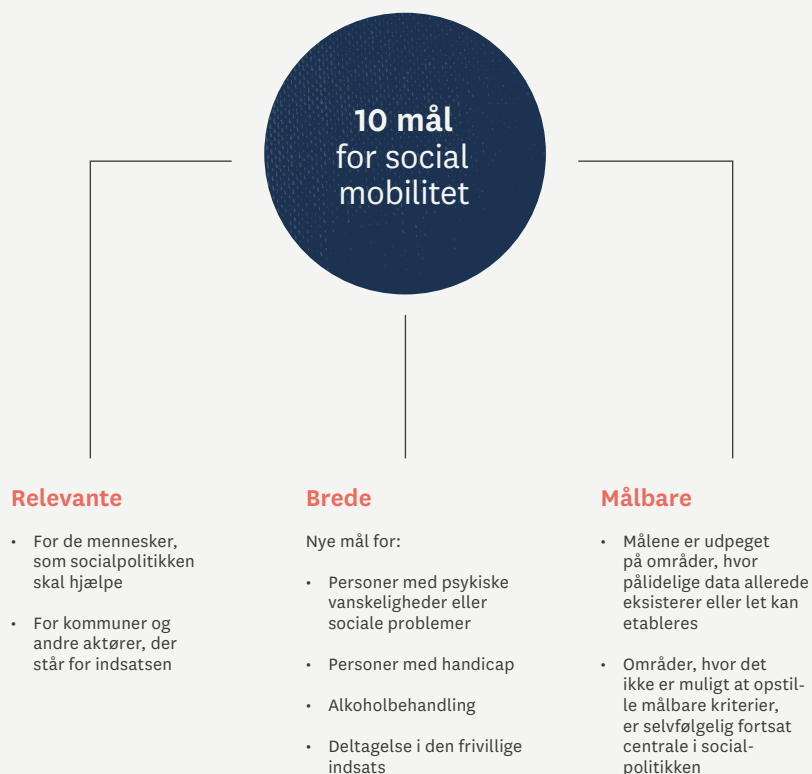 10 mål
for social
mobilitet
Relevante
• For de mennesker,
som socialpolitikken
skal hjælpe
• For kommuner og
andre aktører, der
står for indsatsen
Brede
Nye mål for:
• Personer med psykiske
vanskeligheder eller
sociale problemer
• Personer med handicap
• Alkoholbehandling
• Deltagelse i den frivillige
indsats
Målbare
• Målene er udpeget
på områder, hvor
pålidelige data allerede
eksisterer eller let kan
etableres
• Områder, hvor det
ikke er muligt at opstil-
le målbare kriterier,
er selvfølgelig fortsat
centrale i social-
politikken